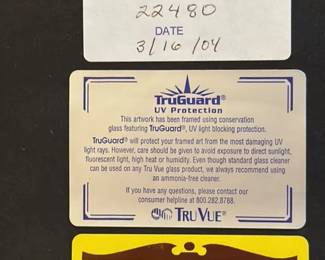 22480
DATE
3/16/04
TruGuard®
UV Protection
This artwork has been framed using conservation
glass featuring TruGuard®, UV light blocking protection.
TruGuard® will protect your framed art from the most damaging UV
light rays. However, care should be given to avoid exposure to direct sunlight,
fluorescent light, high heat or humidity. Even though standard glass cleaner
can be used on any Tru Vue glass product, we always recommend using
an ammonia-free cleaner.
If you have any questions, please contact our
consumer helpline at 800.282.8788.
TRU VUE®